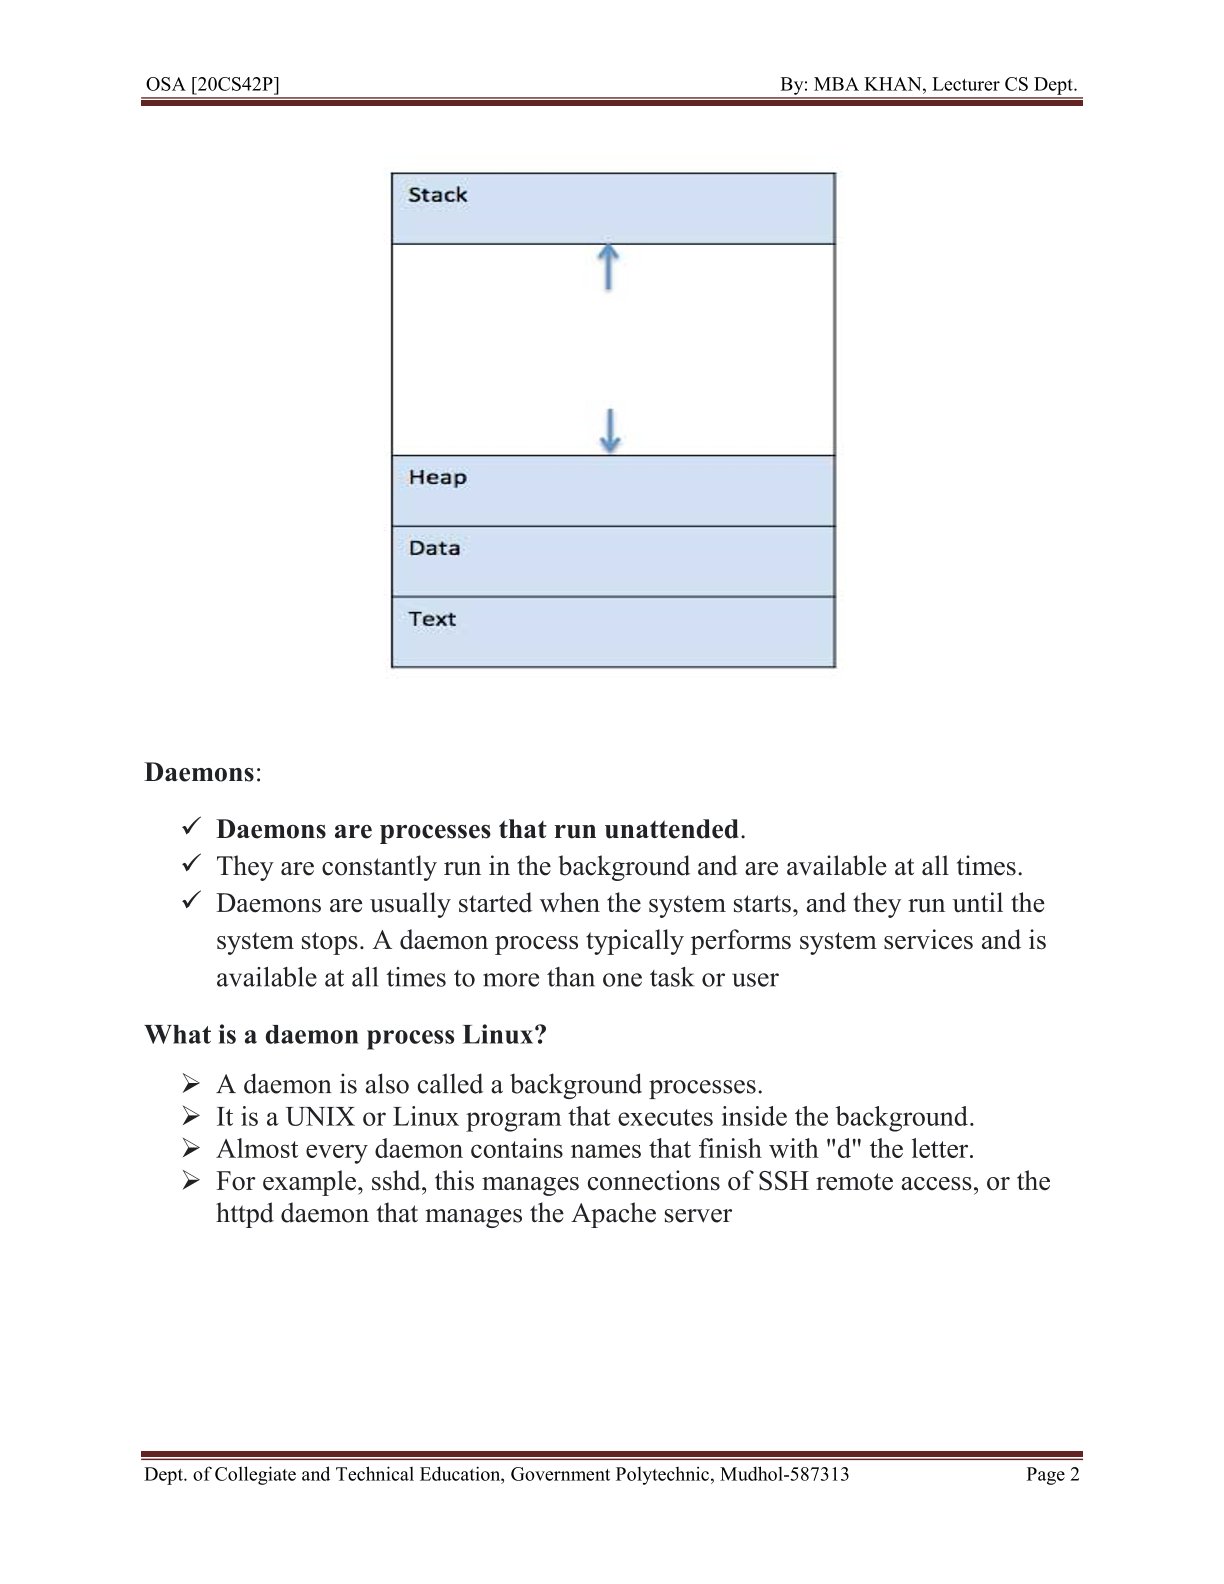 OSA [20CS42P] By: MBA KHAN, Lecturer CS Dept.
Stack
Heap
Data
Text
Daemons:
✓ Daemons are processes that run unattended.
✓ They are constantly run in the background and are available at all times.
✓ Daemons are usually started when the system starts, and they run until the
system stops. A daemon process typically performs system services and is
available at all times to more than one task or user
What is a daemon process Linux?
➢ A daemon is also called a background processes.
➢ It is a UNIX or Linux program that executes inside the background.
➢ Almost every daemon contains names that finish with "d" the letter.
➢ For example, sshd, this manages connections of SSH remote access, or the
httpd daemon that manages the Apache server
Dept. of Collegiate and Technical Education, Government Polytechnic, Mudhol-587313 Page 2